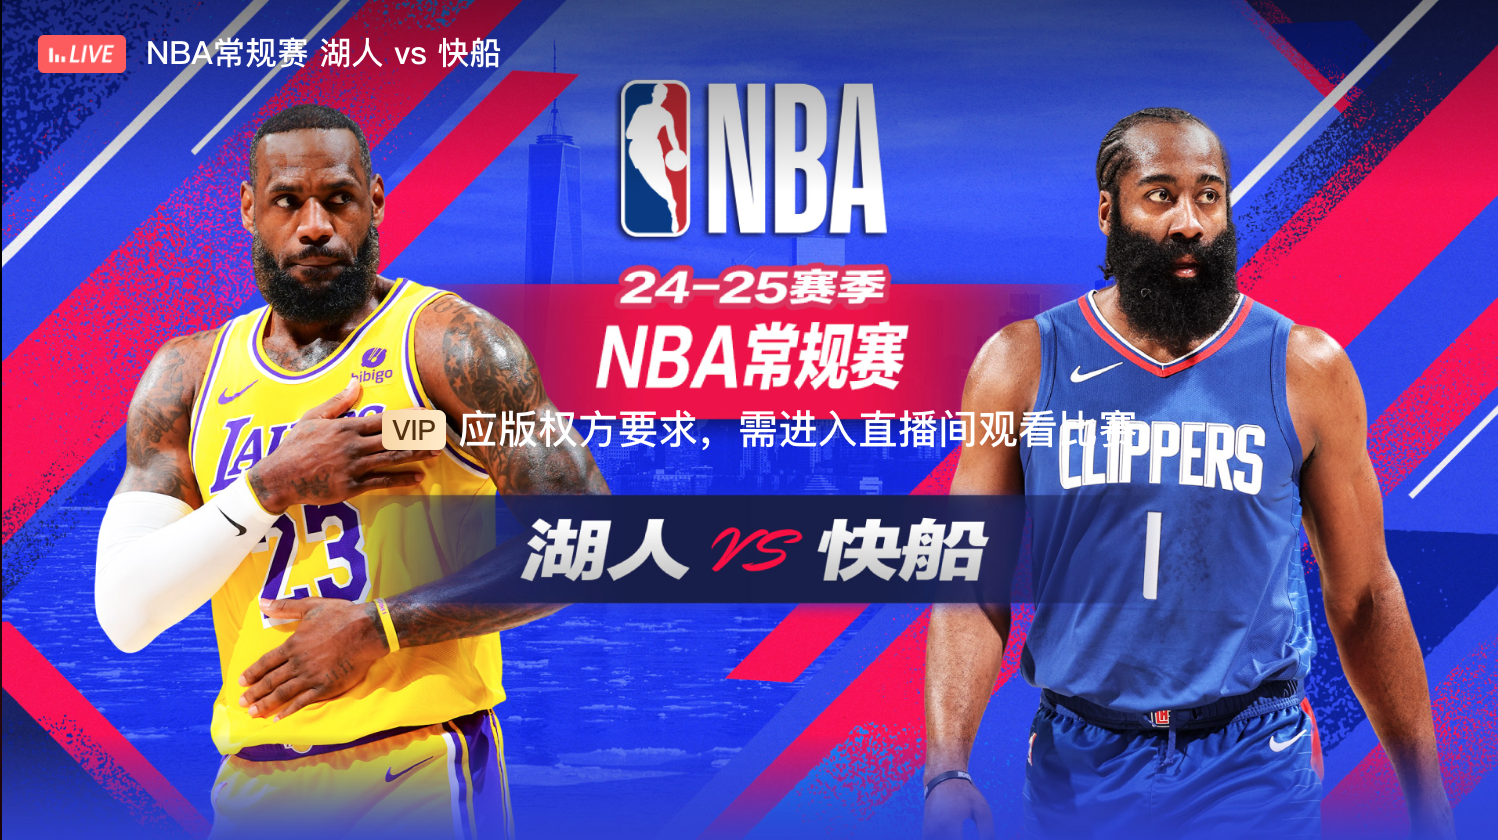 LIVE NBA常规赛 湖人 vs 快船
NBA
24-25赛季
NBA常规赛
bibigo
VIP 应版权方要求，需进入直播间观看比赛
CLIPPERS
湖人 VS 快船
23
1